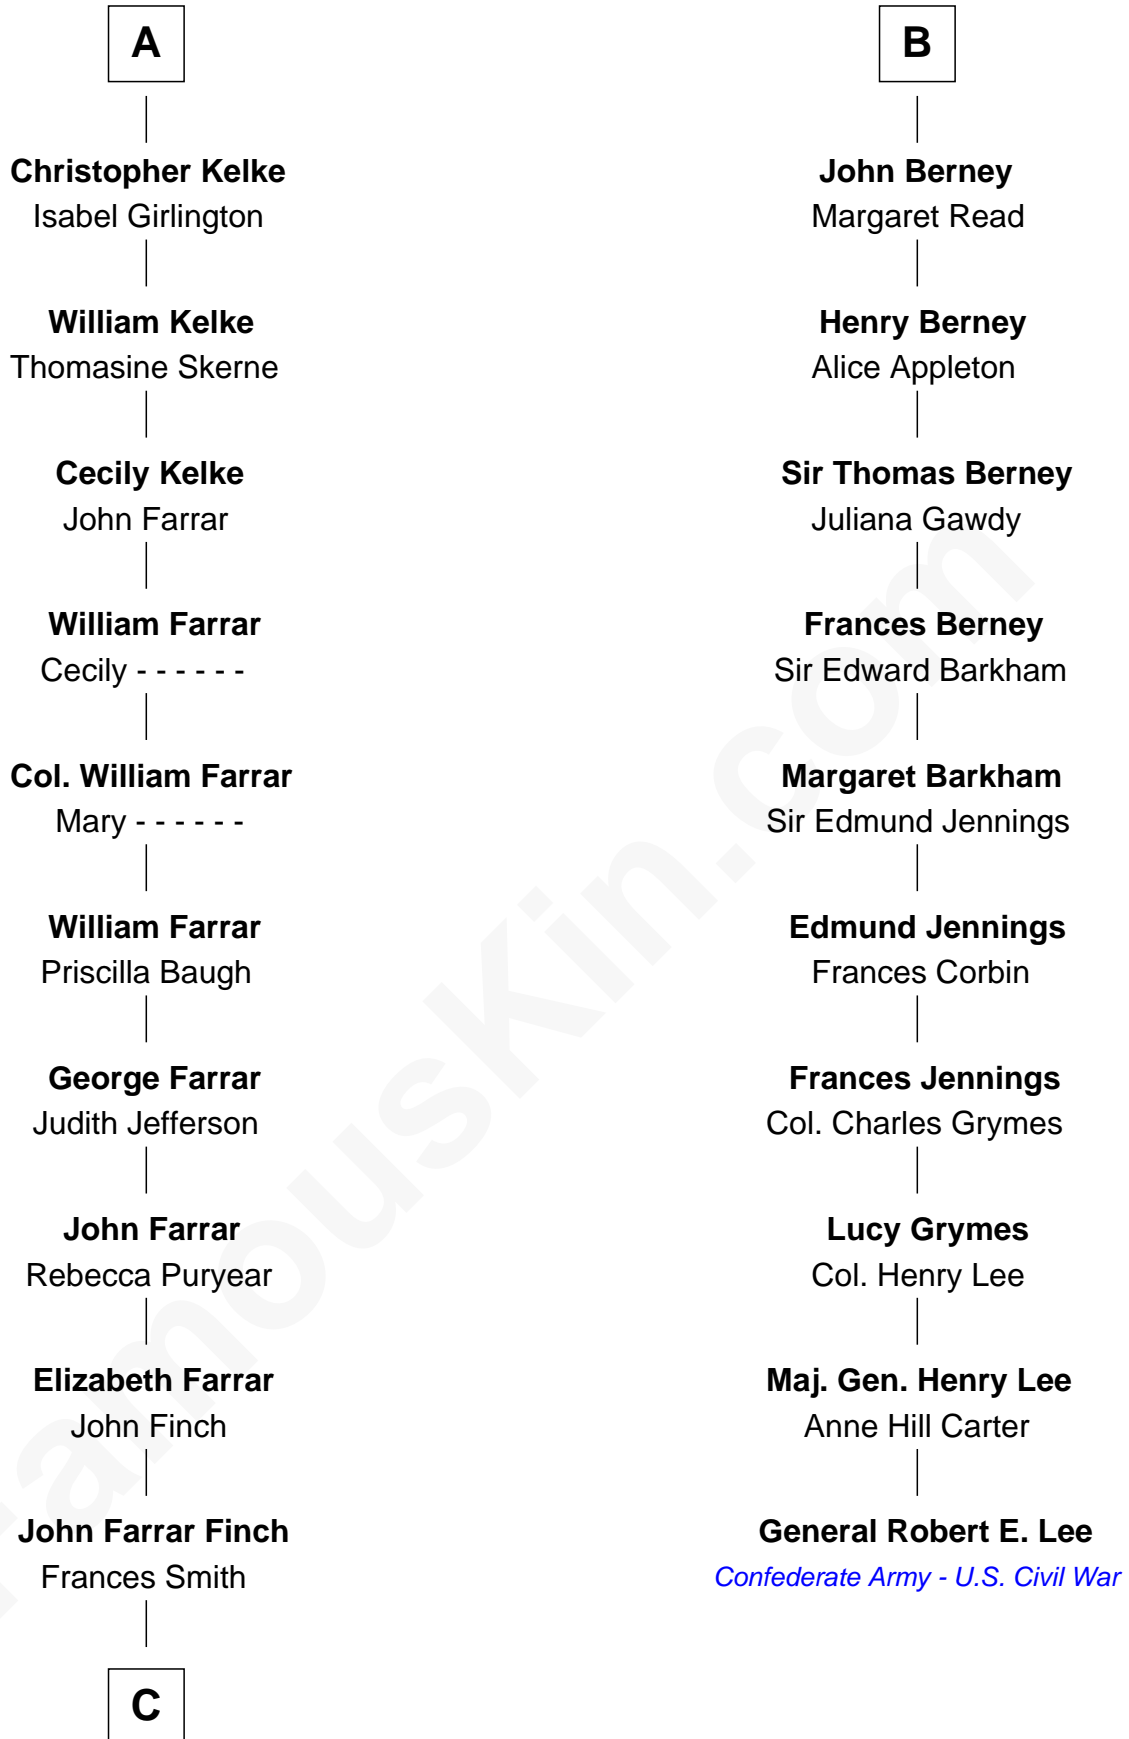 A
Christopher Kelke
Isabel Girlington
William Kelke
Thomasine Skerne
Cecily Kelke
John Farrar
William Farrar
Cecily - - - - - -
Col. William Farrar
Mary - - - - - -
William Farrar
Priscilla Baugh
George Farrar
Judith Jefferson
John Farrar
Rebecca Puryear
Elizabeth Farrar
John Finch
John Farrar Finch
Frances Smith
C
B
John Berney
Margaret Read
Henry Berney
Alice Appleton
Sir Thomas Berney
Juliana Gawdy
Frances Berney
Sir Edward Barkham
Margaret Barkham
Sir Edmund Jennings
Edmund Jennings
Frances Corbin
Frances Jennings
Col. Charles Grymes
Lucy Grymes
Col. Henry Lee
Maj. Gen. Henry Lee
Anne Hill Carter
General Robert E. Lee
Confederate Army - U.S. Civil War
FamousKin.com